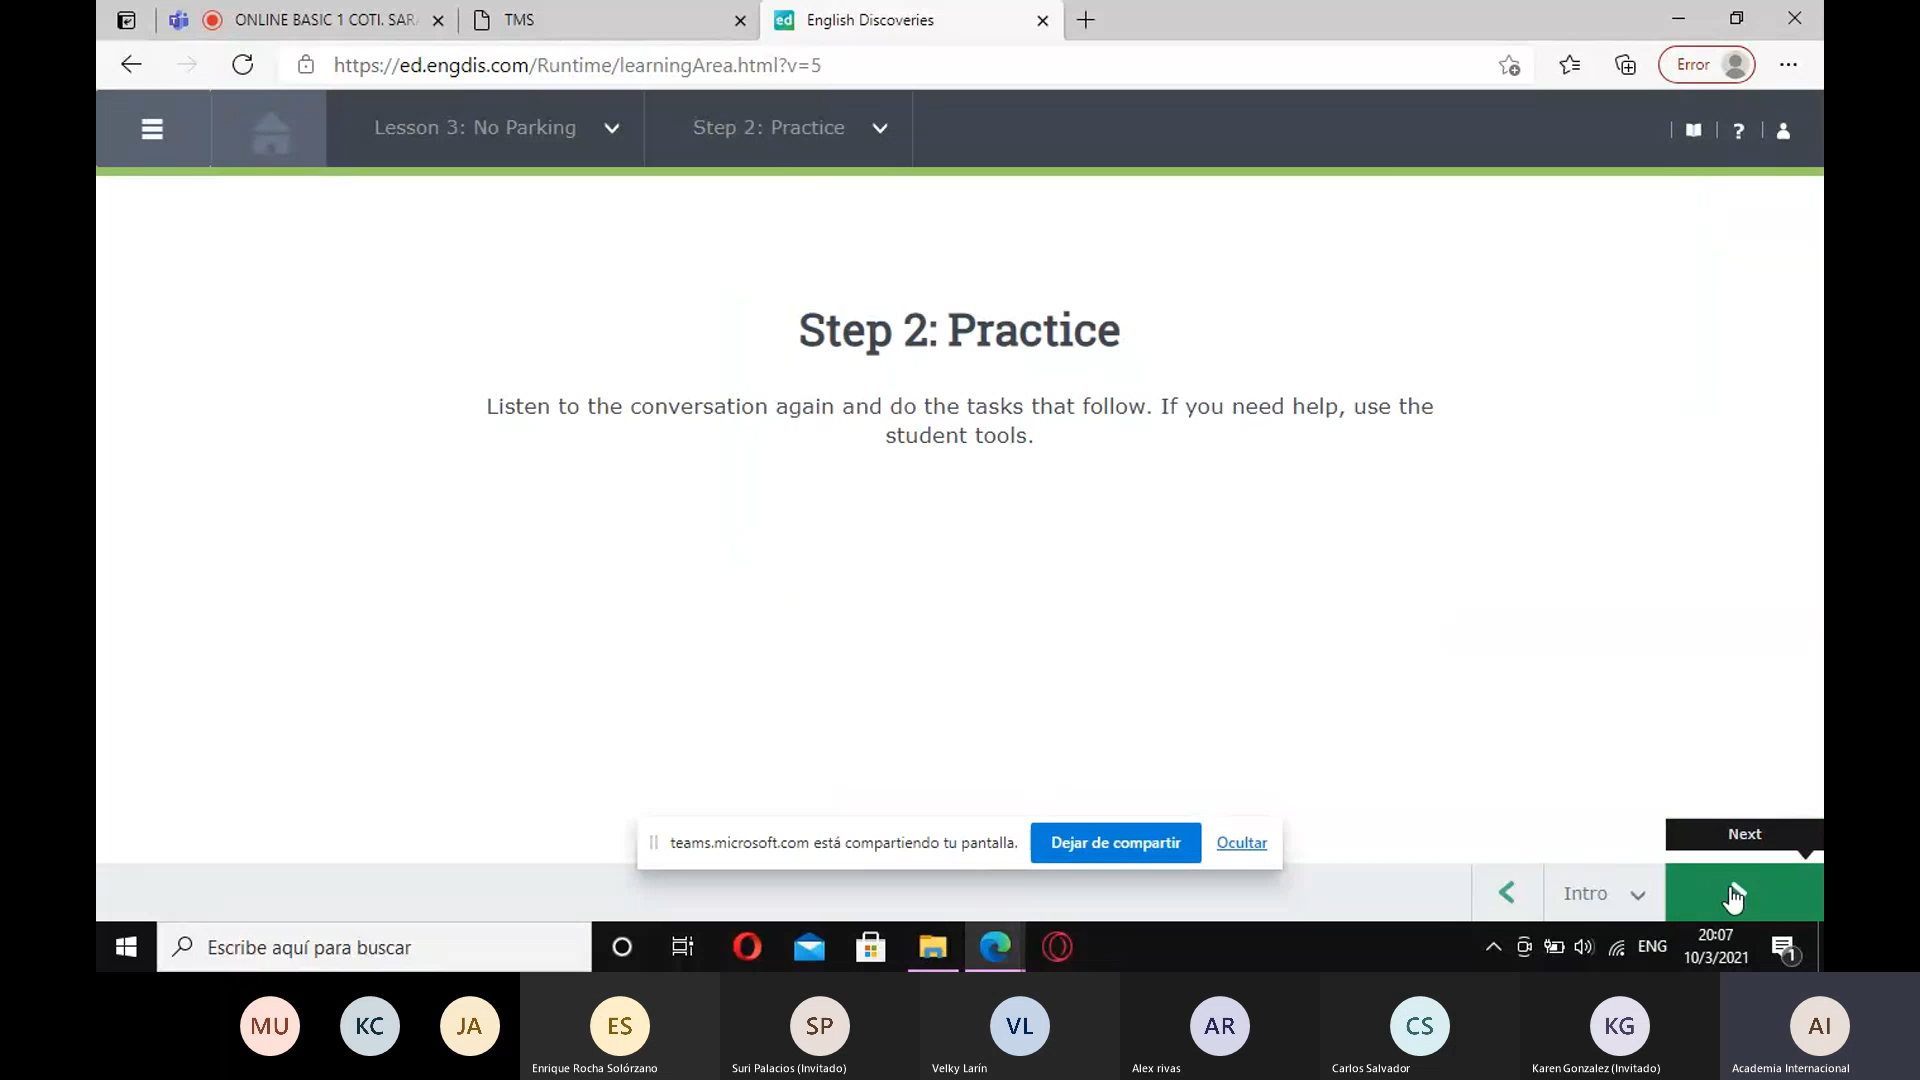 ONLINE BASIC 1 COTI. SARA
TMS
English Discoveries
https://ed.engdis.com/Runtime/learningArea.html?v=5
Error
Lesson 3: No Parking
Step 2: Practice
?
Step 2: Practice
Listen to the conversation again and do the tasks that follow. If you need help, use the
student tools.
teams.microsoft.com está compartiendo tu pantalla.
Dejar de compartir
Ocultar
Next
Intro
Escribe aquí para buscar
ENG
20:07
10/3/2021
1
MU
KC
JA
ES
SP
VL
AR
CS
KG
AI
Enrique Rocha Solórzano
Suri Palacios (Invitado)
Velky Larín
Alex rivas
Carlos Salvador
Karen Gonzalez (Invitado)
Academia Internacional